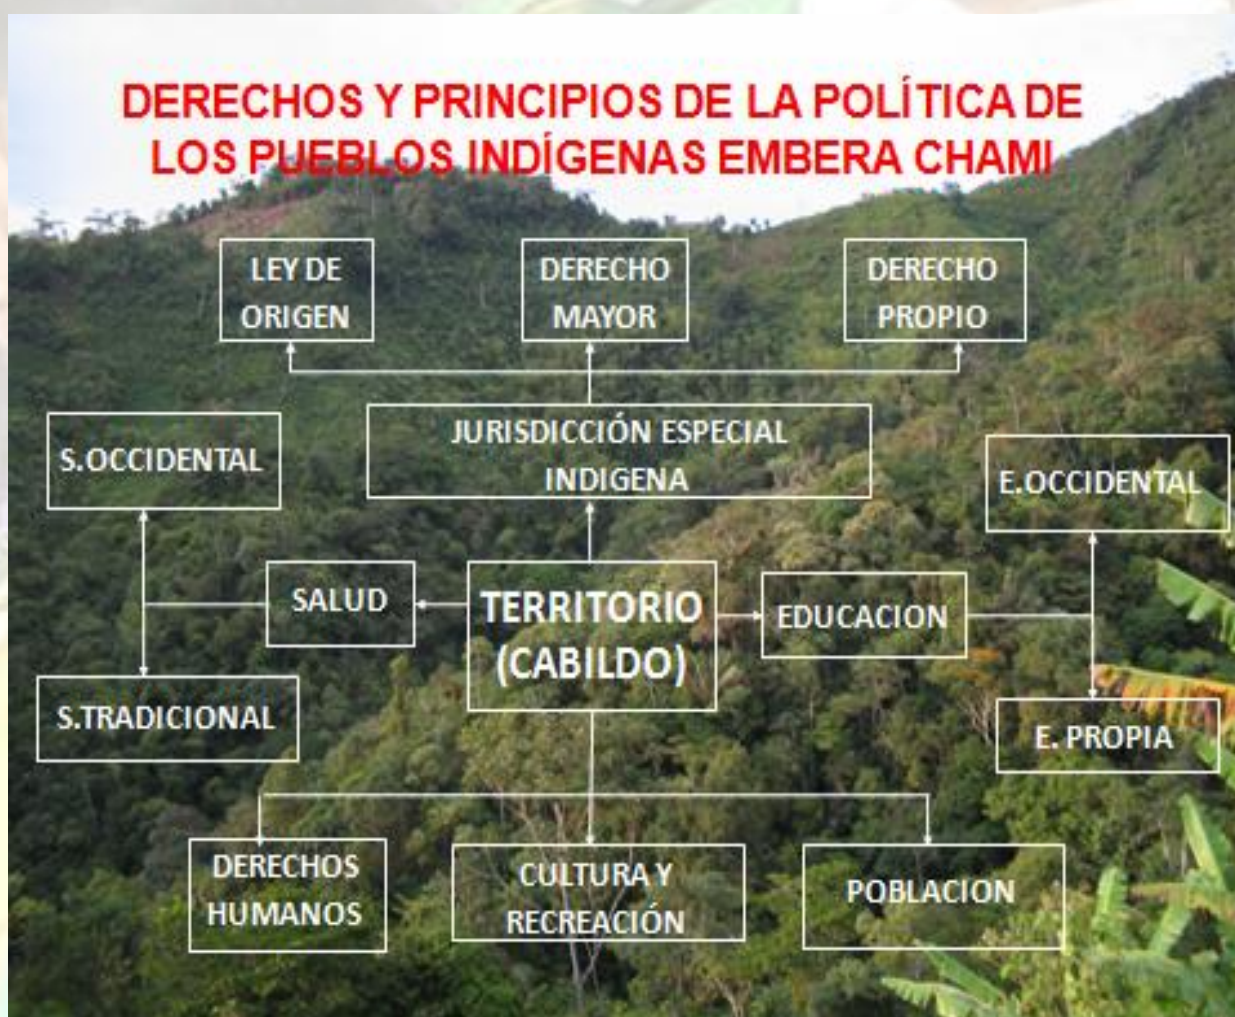 DERECHOS Y PRINCIPIOS DE LA POLÍTICA DE
LOS PUEBLOS INDÍGENAS EMBERA CHAMI
LEY DE
ORIGEN
DERECHO
MAYOR
DERECHO
PROPIO
JURISDICCIÓN ESPECIAL
INDIGENA
S.OCCIDENTAL
E.OCCIDENTAL
SALUD
TERRITORIO
(CABILDO)
EDUCACION
S.TRADICIONAL
E. PROPIA
DERECHOS
HUMANOS
CULTURA Y
RECREACIÓN
POBLACION